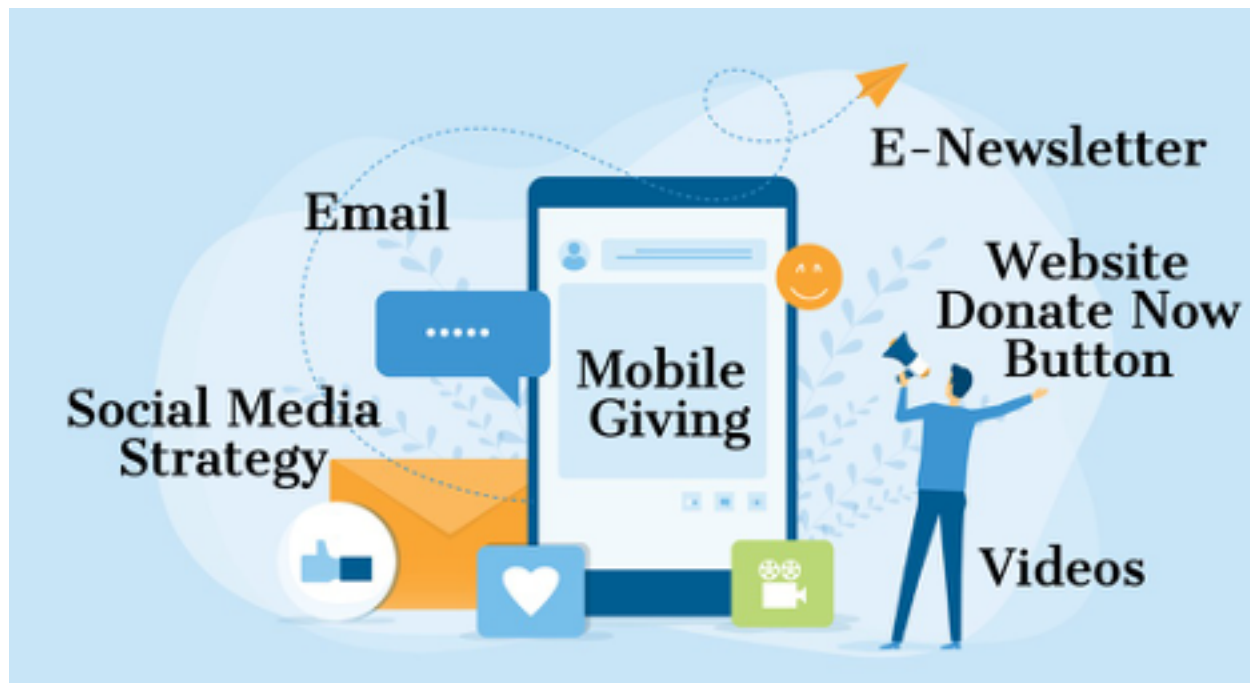 E-Newsletter
Email
Website
Donate Now
Button
Mobile
Giving
Social Media
Strategy
Videos